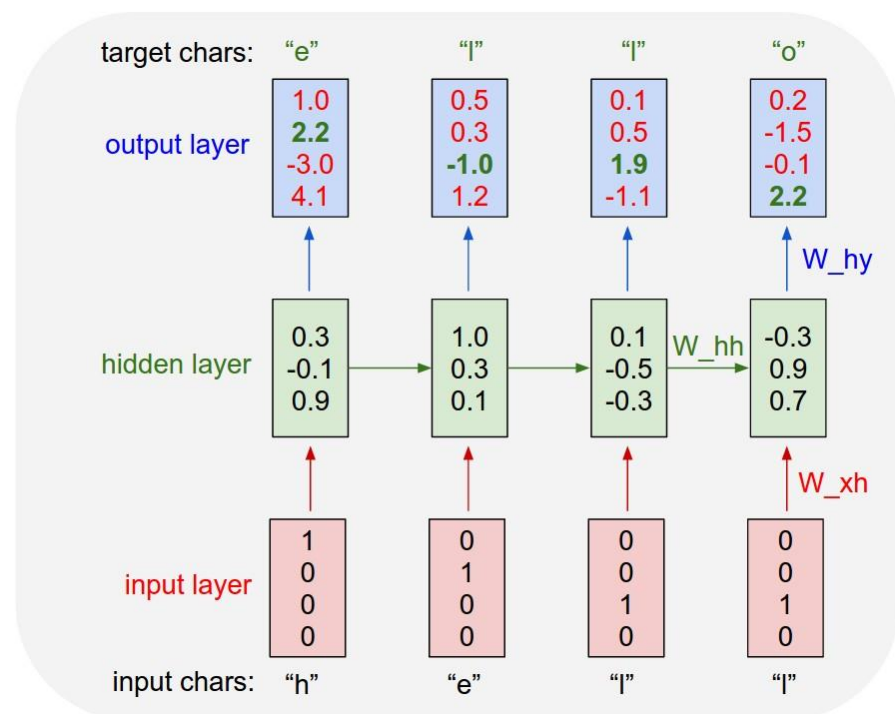 target chars: “e” “l” “l” “o”
output layer
1.0 0.5 0.1 0.2
2.2 0.3 0.5 -1.5
-3.0 -1.0 1.9 -0.1
4.1 1.2 -1.1 2.2
W_hy
hidden layer
0.3 1.0 0.1 -0.3
-0.1 0.3 -0.5 0.9
0.9 0.1 -0.3 0.7
W_hh
W_xh
input layer
1 0 0 0
0 1 0 0
0 0 1 1
0 0 0 0
input chars: “h” “e” “l” “l”